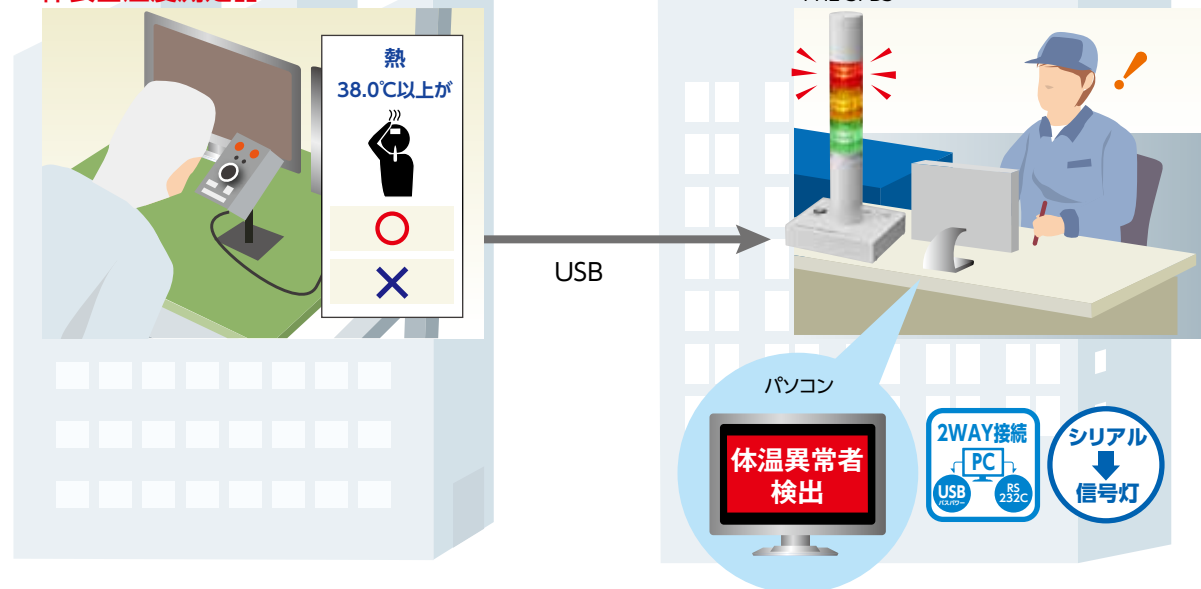 熱
38.0℃以上が
USB
パソコン
体温異常者
検出
2WAY接続
PC
USB
バスパワー
RS
232C
シリアル
信号灯